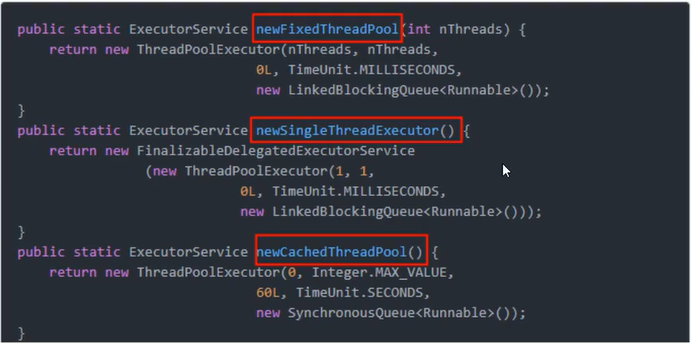 public static ExecutorService newFixedThreadPool(int nThreads) {
return new ThreadPoolExecutor(nThreads, nThreads,
0L, TimeUnit.MILLISECONDS,
new LinkedBlockingQueue<Runnable>());
}
public static ExecutorService newSingleThreadExecutor() {
return new FinalizableDelegatedExecutorService
(new ThreadPoolExecutor(1, 1,
0L, TimeUnit.MILLISECONDS,
new LinkedBlockingQueue<Runnable>()));
}
public static ExecutorService newCachedThreadPool() {
return new ThreadPoolExecutor(0, Integer.MAX_VALUE,
60L, TimeUnit.SECONDS,
new SynchronousQueue<Runnable>());
}